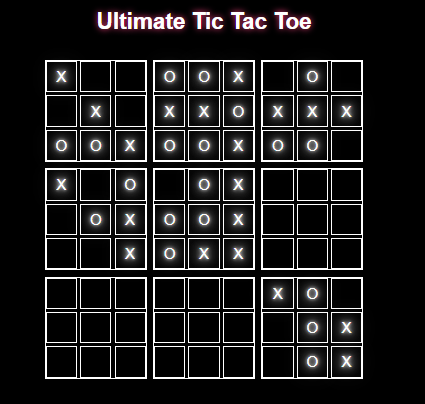 Ultimate Tic Tac Toe
X O O X O
X X X O X X X
O O X O O X O O
X O O X
O X O O X
X O X X
X O
O X
O X